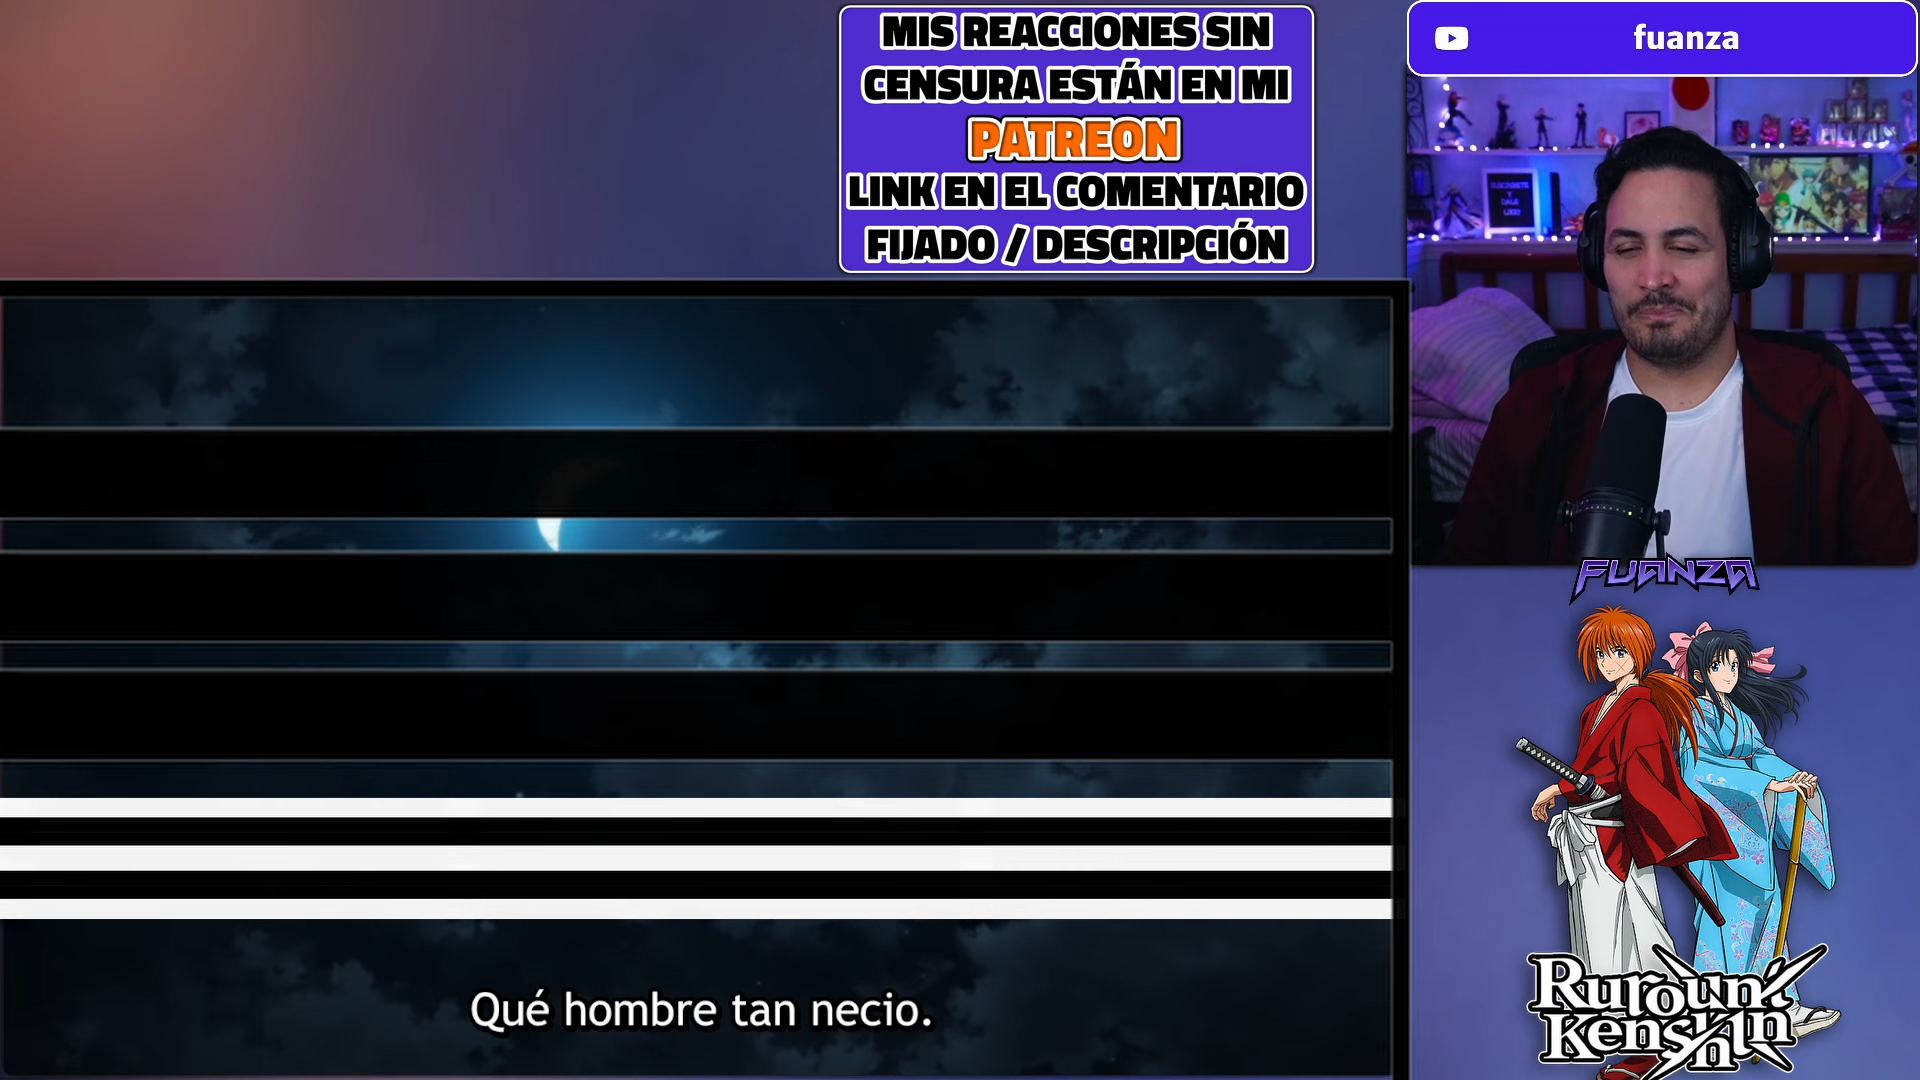 MIS REACCIONES SIN
CENSURA ESTÁN EN MI
PATREON
LINK EN EL COMENTARIO
FIJADO / DESCRIPCIÓN
fuanza
FUANZA
Rurouni
Kenshin
Qué hombre tan necio.